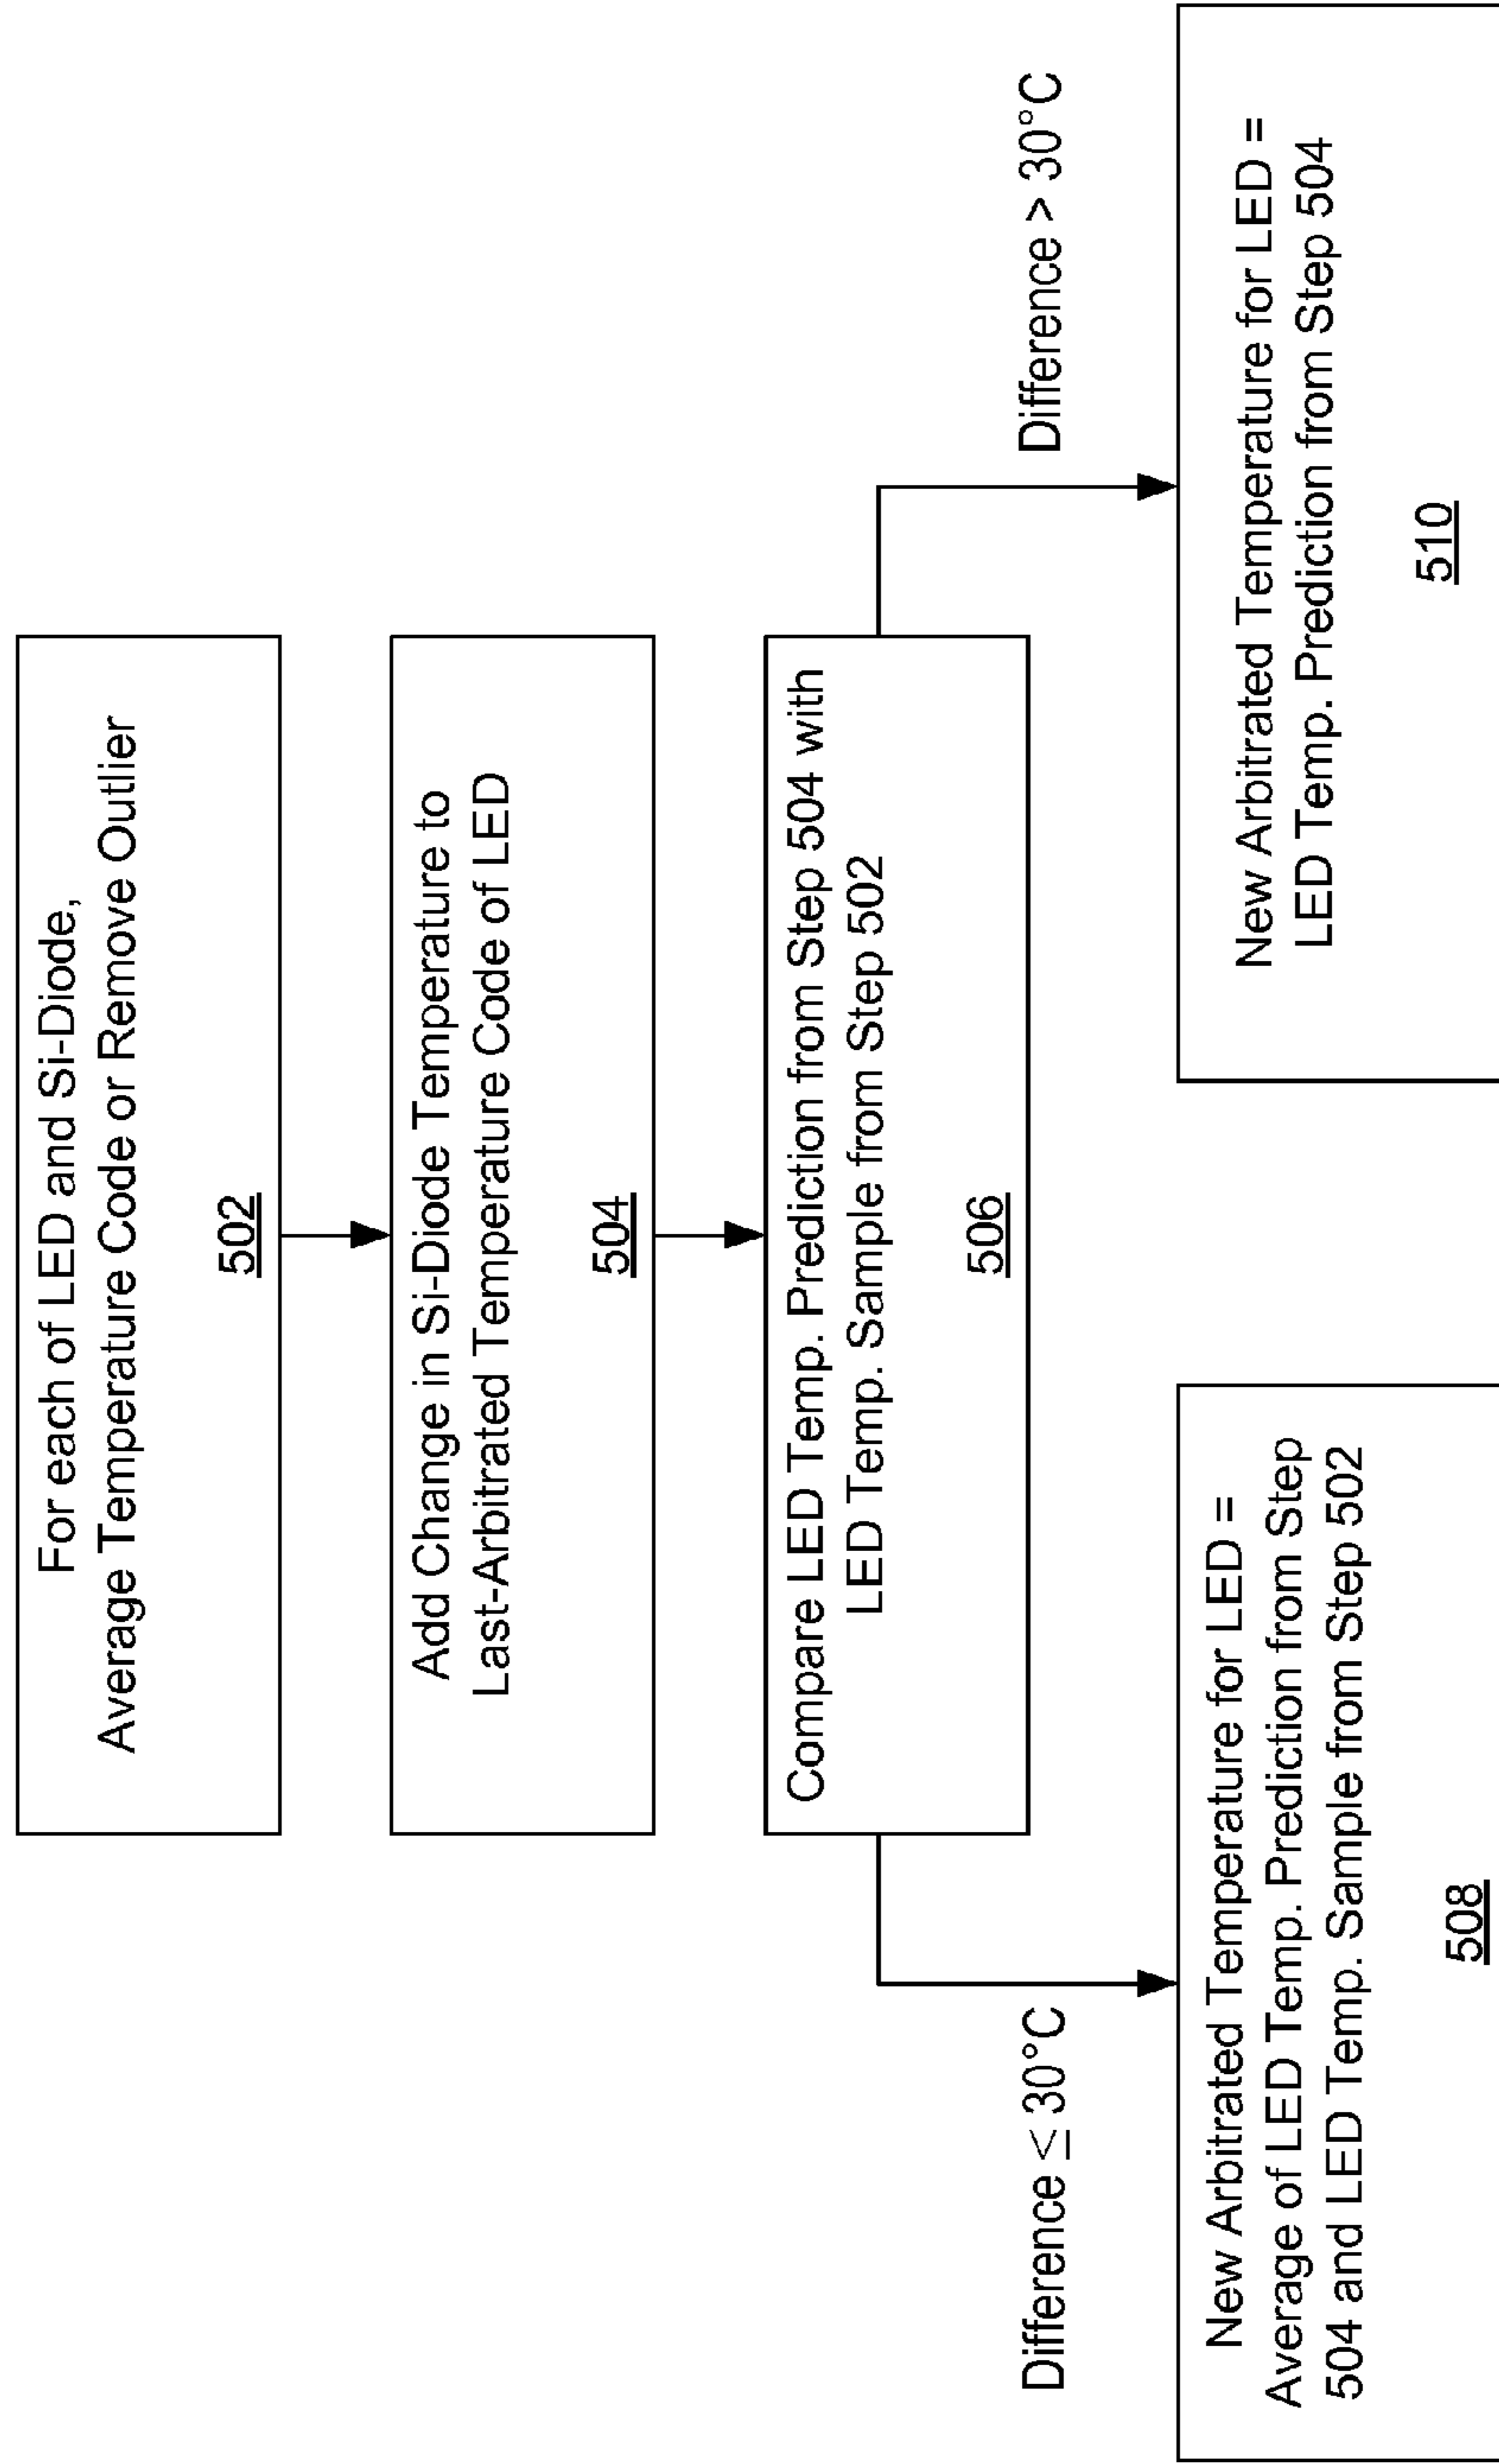 For each of LED and Si-Diode,
Average Temperature Code or Remove Outlier
502
Add Change in Si-Diode Temperature to
Last-Arbitrated Temperature Code of LED
504
Compare LED Temp. Prediction from Step 504 with
LED Temp. Sample from Step 502
506
Difference ≤ 30°C
Difference > 30°C
New Arbitrated Temperature for LED =
Average of LED Temp. Prediction from Step
504 and LED Temp. Sample from Step 502
508
New Arbitrated Temperature for LED =
LED Temp. Prediction from Step 504
510